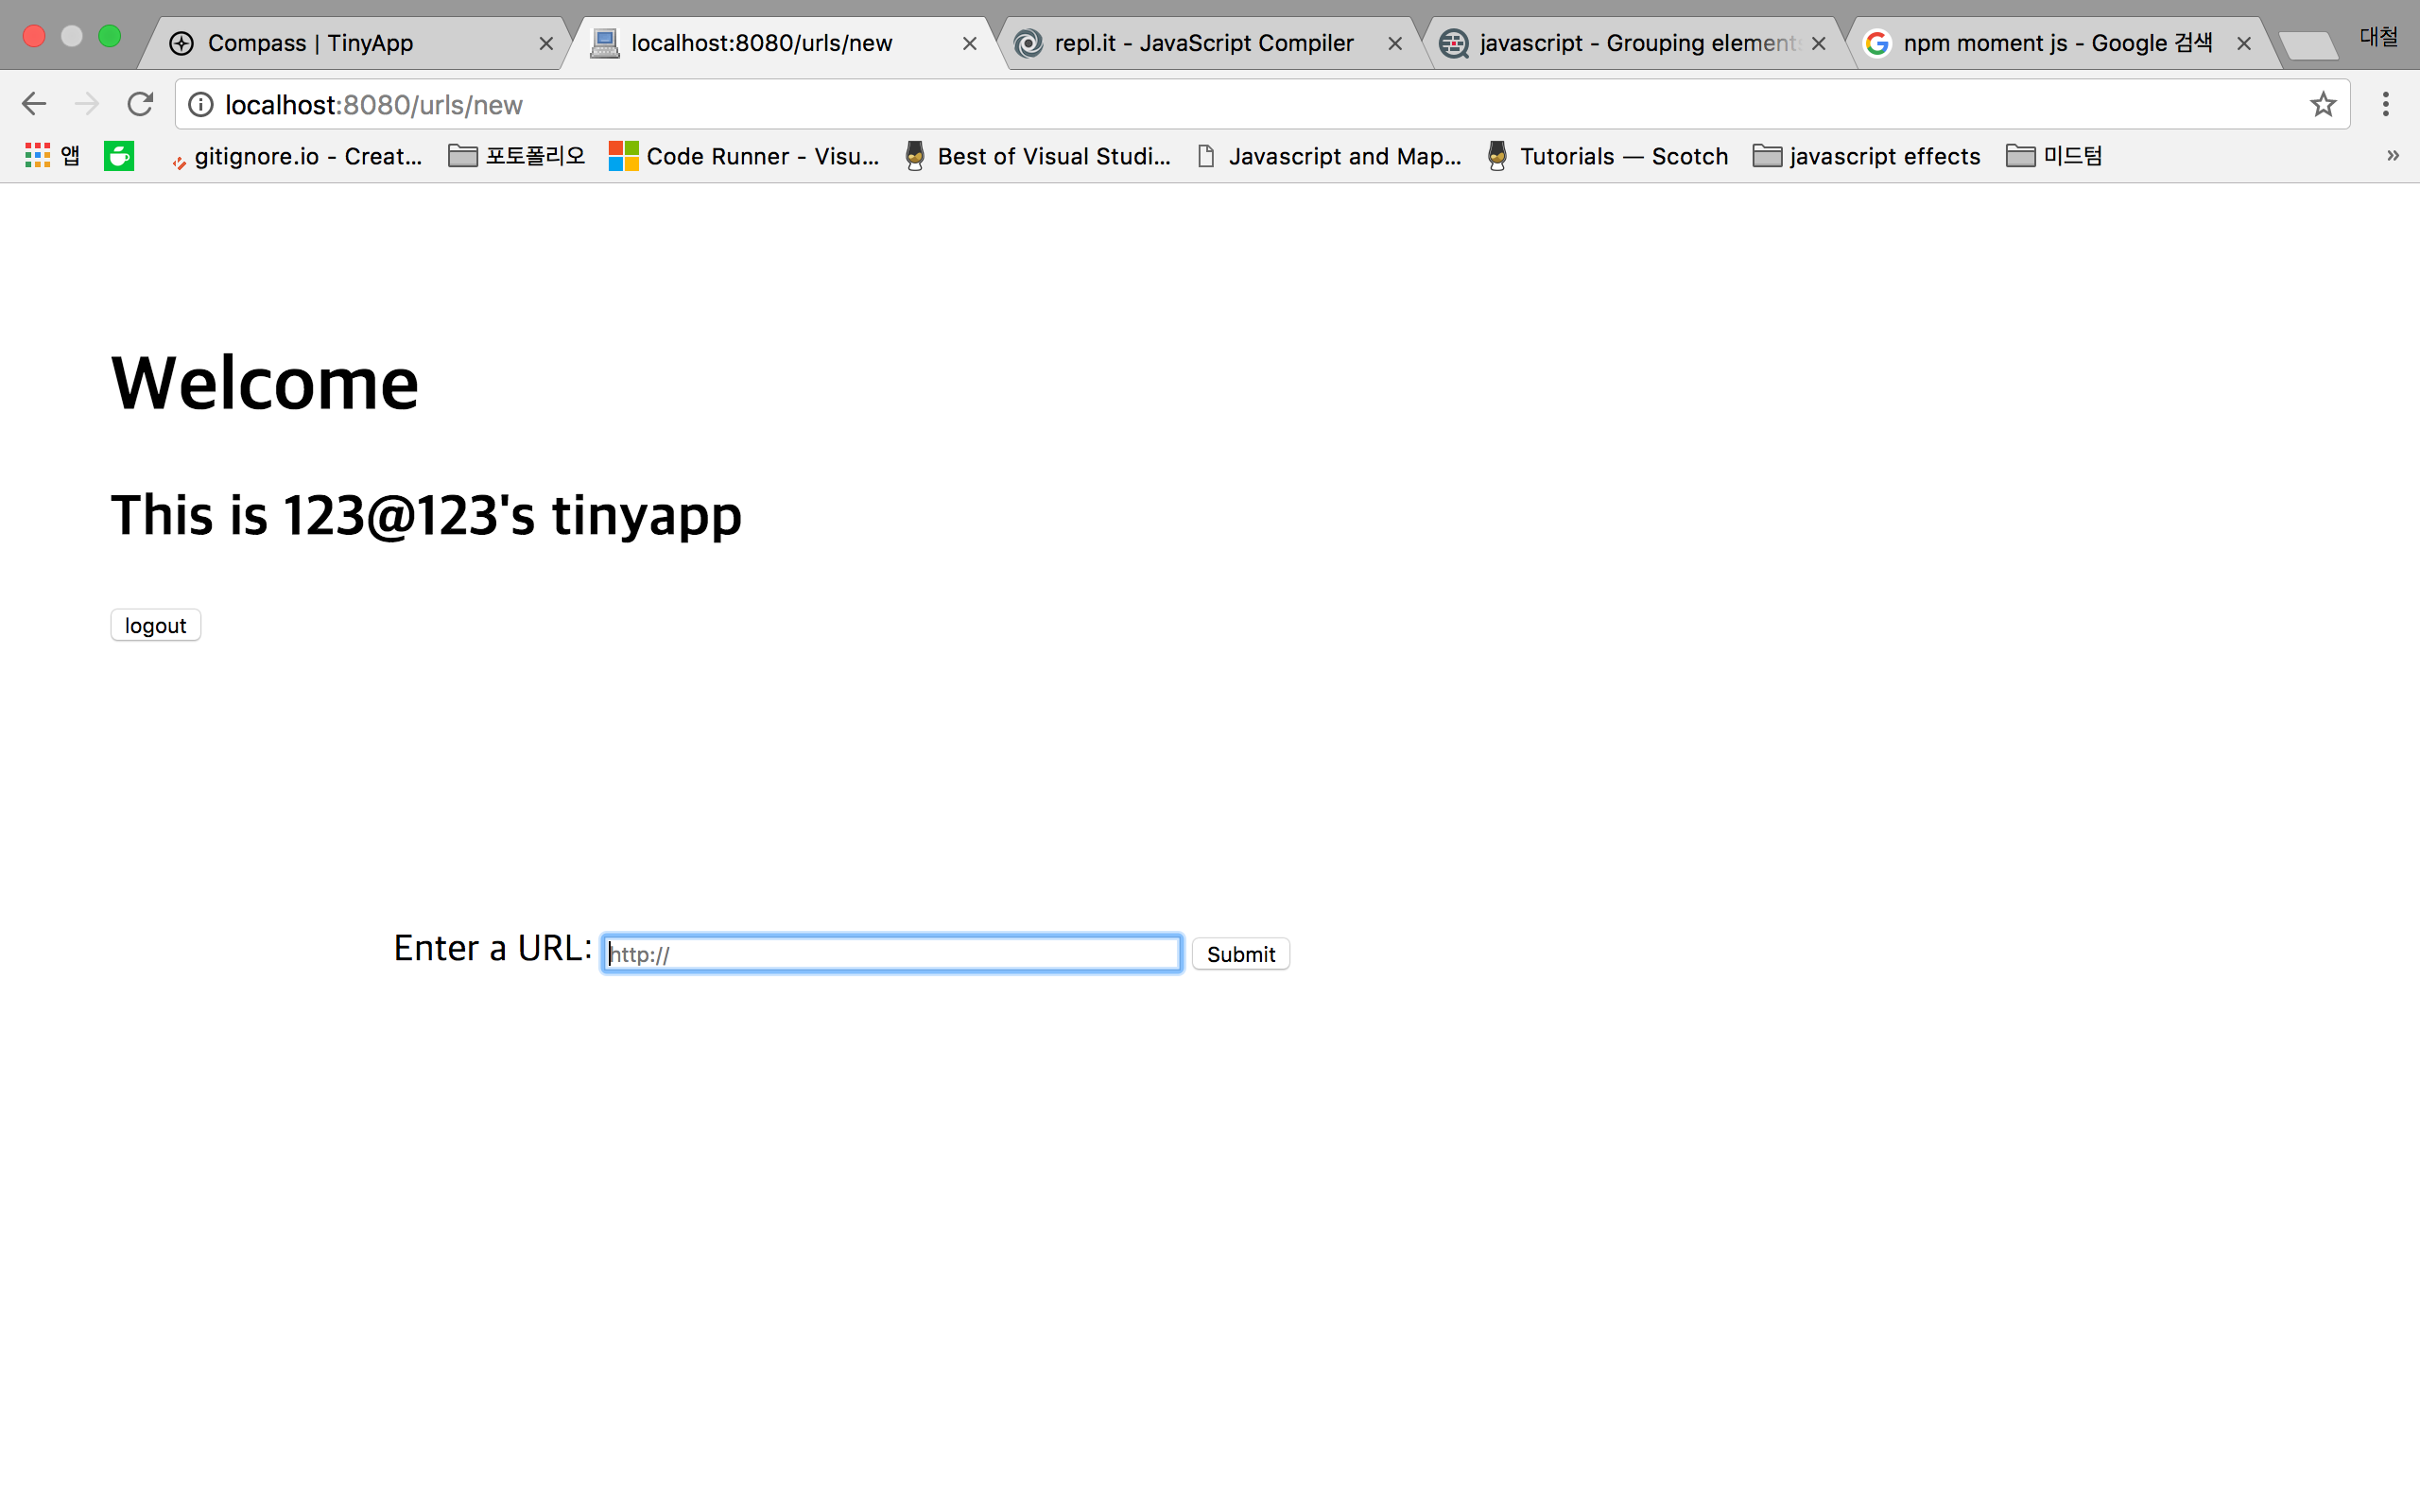 Compass | TinyApp
localhost:8080/urls/new
repl.it - JavaScript Compiler
javascript - Grouping elements
npm moment js - Google 검색
대철
localhost:8080/urls/new
앱
gitignore.io - Creat...
포토폴리오
Code Runner - Visu...
Best of Visual Studi...
Javascript and Map...
Tutorials — Scotch
javascript effects
미드텀
»
Welcome
This is 123@123's tinyapp
logout
Enter a URL: http:// Submit